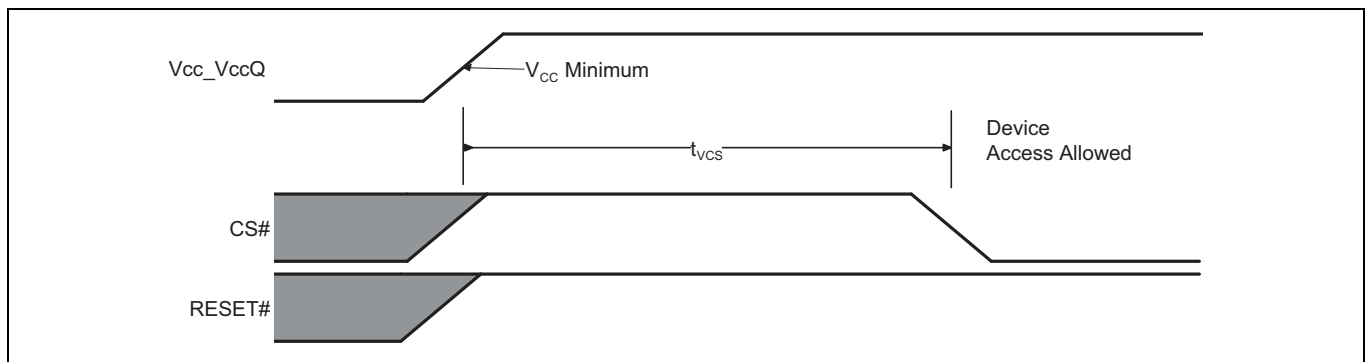 Vcc_VccQ
VCC Minimum
tVCS
Device
Access Allowed
CS#
RESET#